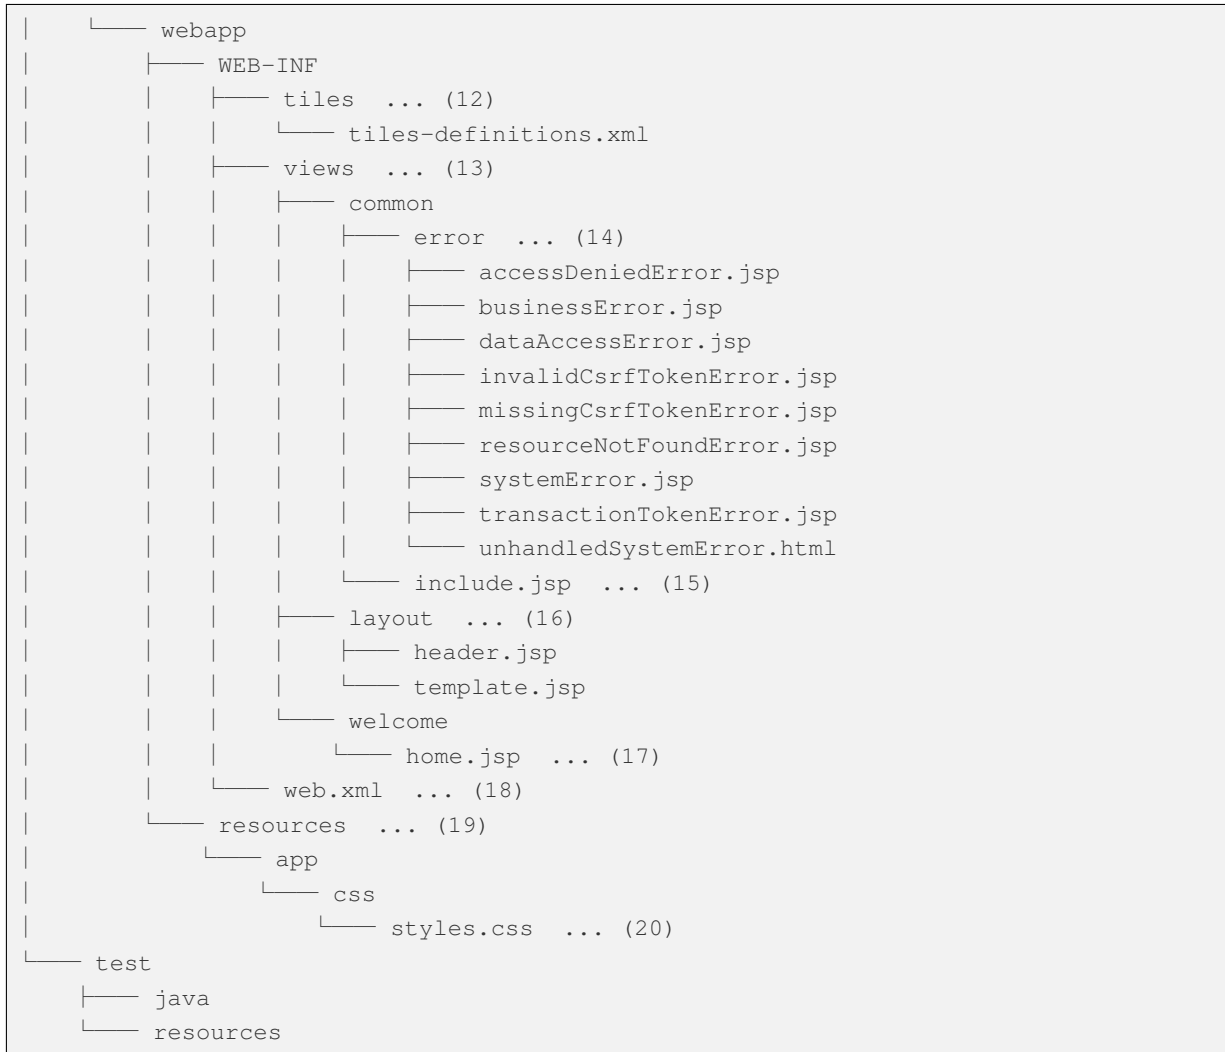 │   └── webapp
│       ├── WEB-INF
│       │   ├── tiles  ... (12)
│       │   │   └── tiles-definitions.xml
│       │   ├── views  ... (13)
│       │   │   ├── common
│       │   │   │   ├── error  ... (14)
│       │   │   │   │   ├── accessDeniedError.jsp
│       │   │   │   │   ├── businessError.jsp
│       │   │   │   │   ├── dataAccessError.jsp
│       │   │   │   │   ├── invalidCsrfTokenError.jsp
│       │   │   │   │   ├── missingCsrfTokenError.jsp
│       │   │   │   │   ├── resourceNotFoundError.jsp
│       │   │   │   │   ├── systemError.jsp
│       │   │   │   │   ├── transactionTokenError.jsp
│       │   │   │   │   └── unhandledSystemError.html
│       │   │   │   └── include.jsp  ... (15)
│       │   │   ├── layout  ... (16)
│       │   │   │   ├── header.jsp
│       │   │   │   └── template.jsp
│       │   │   └── welcome
│       │   │       └── home.jsp  ... (17)
│       │   └── web.xml  ... (18)
│       └── resources  ... (19)
│           └── app
│               └── css
│                   └── styles.css  ... (20)
└── test
    ├── java
    └── resources